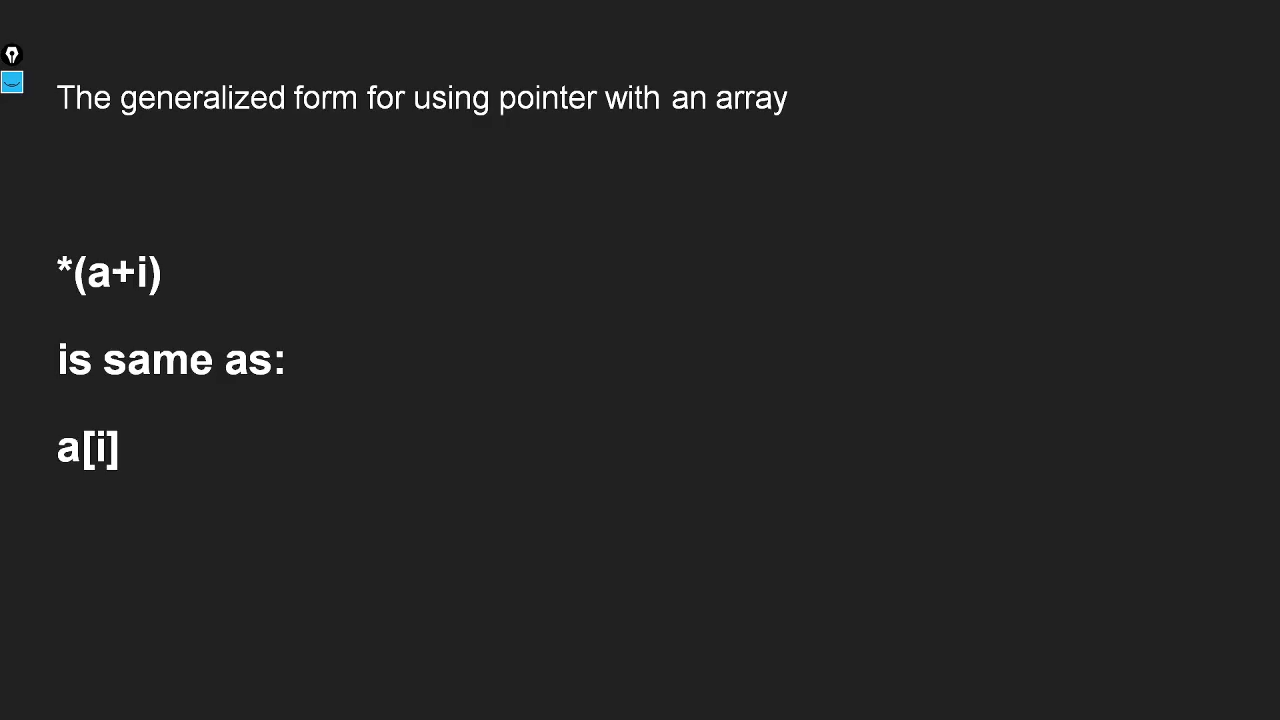 The generalized form for using pointer with an array
*(a+i)
is same as:
a[i]